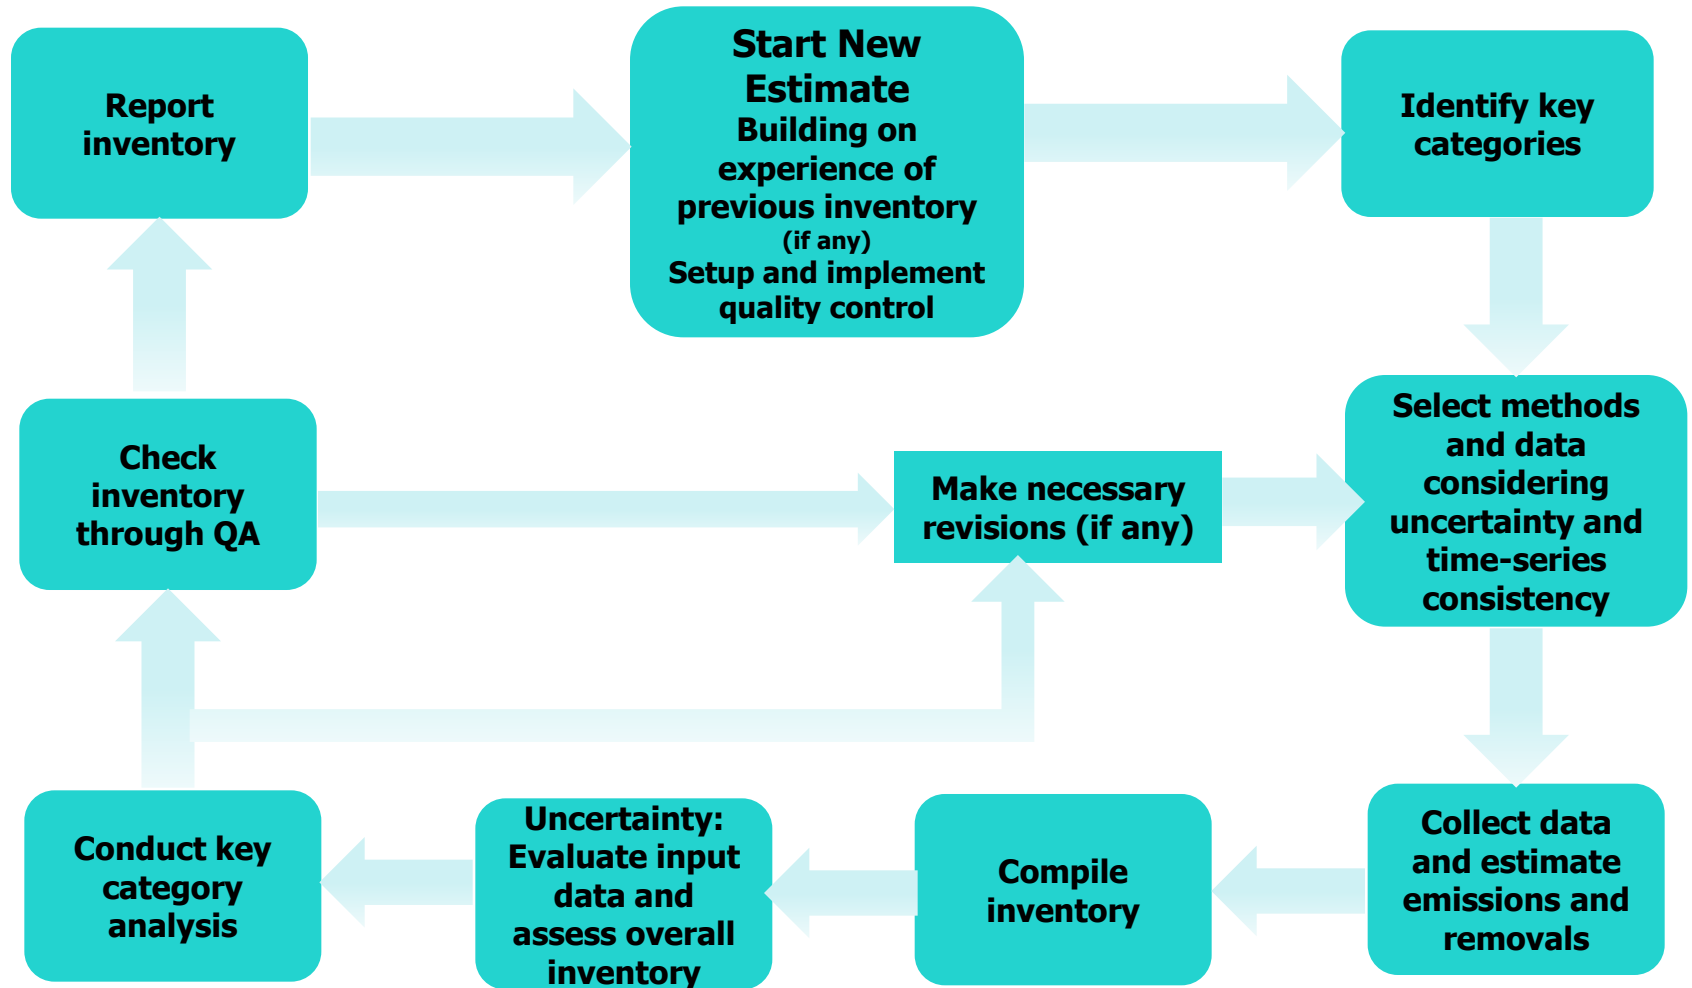 Report
inventory
Start New
Estimate
Building on
experience of
previous inventory
(if any)
Setup and implement
quality control
Identify key
categories
Check
inventory
through QA
Make necessary
revisions (if any)
Select methods
and data
considering
uncertainty and
time-series
consistency
Conduct key
category
analysis
Uncertainty:
Evaluate input
data and
assess overall
inventory
Compile
inventory
Collect data
and estimate
emissions and
removals